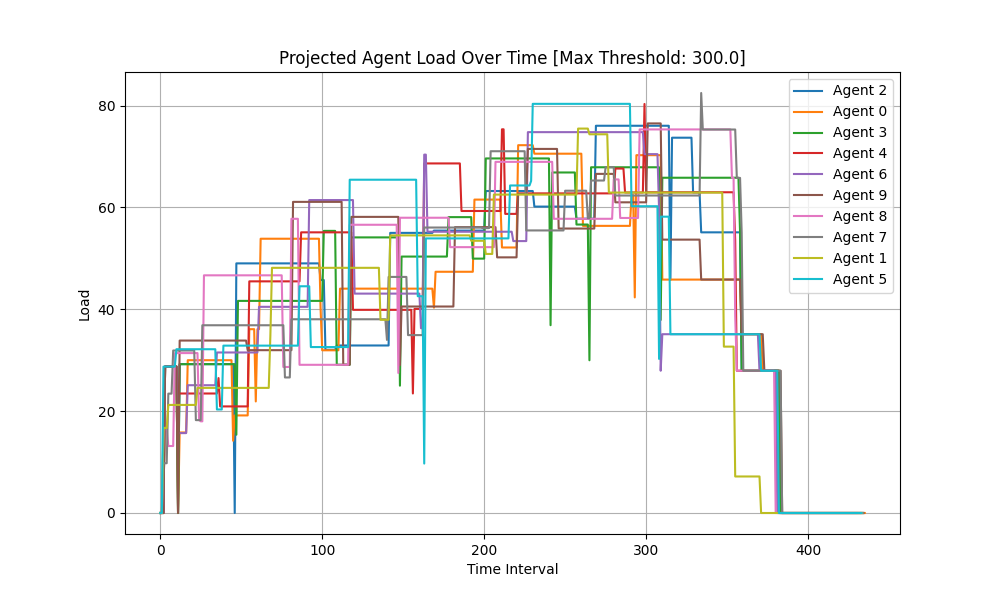 Projected Agent Load Over Time [Max Threshold: 300.0]
Load
80
60
40
20
0
0 100 200 300 400
Time Interval
Agent 2
Agent 0
Agent 3
Agent 4
Agent 6
Agent 9
Agent 8
Agent 7
Agent 1
Agent 5